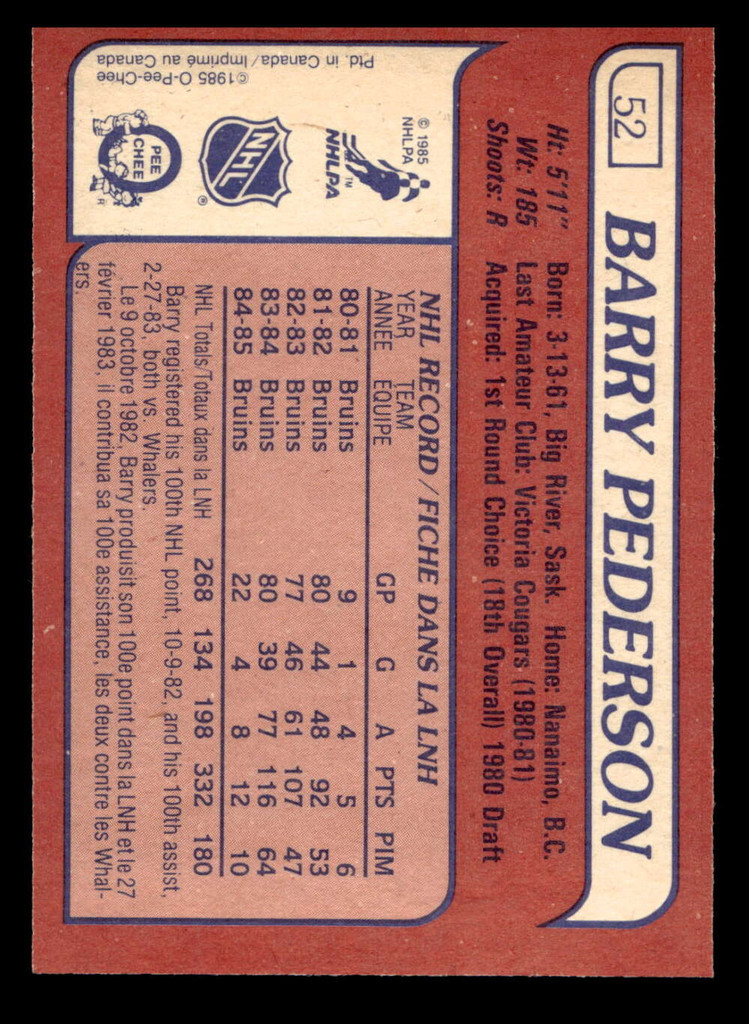 52
BARRY PEDERSON
Ht: 5'11" Born: 3-13-61, Big River, Sask. Home: Nanaimo, B.C.
Wt: 185 Last Amateur Club: Victoria Cougars (1980-81)
Shoots: R Acquired: 1st Round Choice (18th Overall) 1980 Draft
© 1985
NHLPA
NHLPA
TM
NHL
®
O
PEE
CHEE
R
©1985 O-Pee-Chee
Ptd. in Canada/Imprimé au Canada
NHL RECORD/FICHE DANS LA LNH
YEAR TEAM
ANNEE EQUIPE GP G A PTS PIM
80-81 Bruins 9 1 4 5 6
81-82 Bruins 80 44 48 92 53
82-83 Bruins 77 46 61 107 47
83-84 Bruins 80 39 77 116 64
84-85 Bruins 22 4 8 12 10
NHL Totals/Totaux dans la LNH 268 134 198 332 180
Barry registered his 100th NHL point, 10-9-82, and his 100th assist,
2-27-83, both vs. Whalers.
Le 9 octobre 1982, Barry produisit son 100e point dans la LNH et le 27
février 1983, il contribua sa 100e assistance, les deux contre les Whal-
ers.